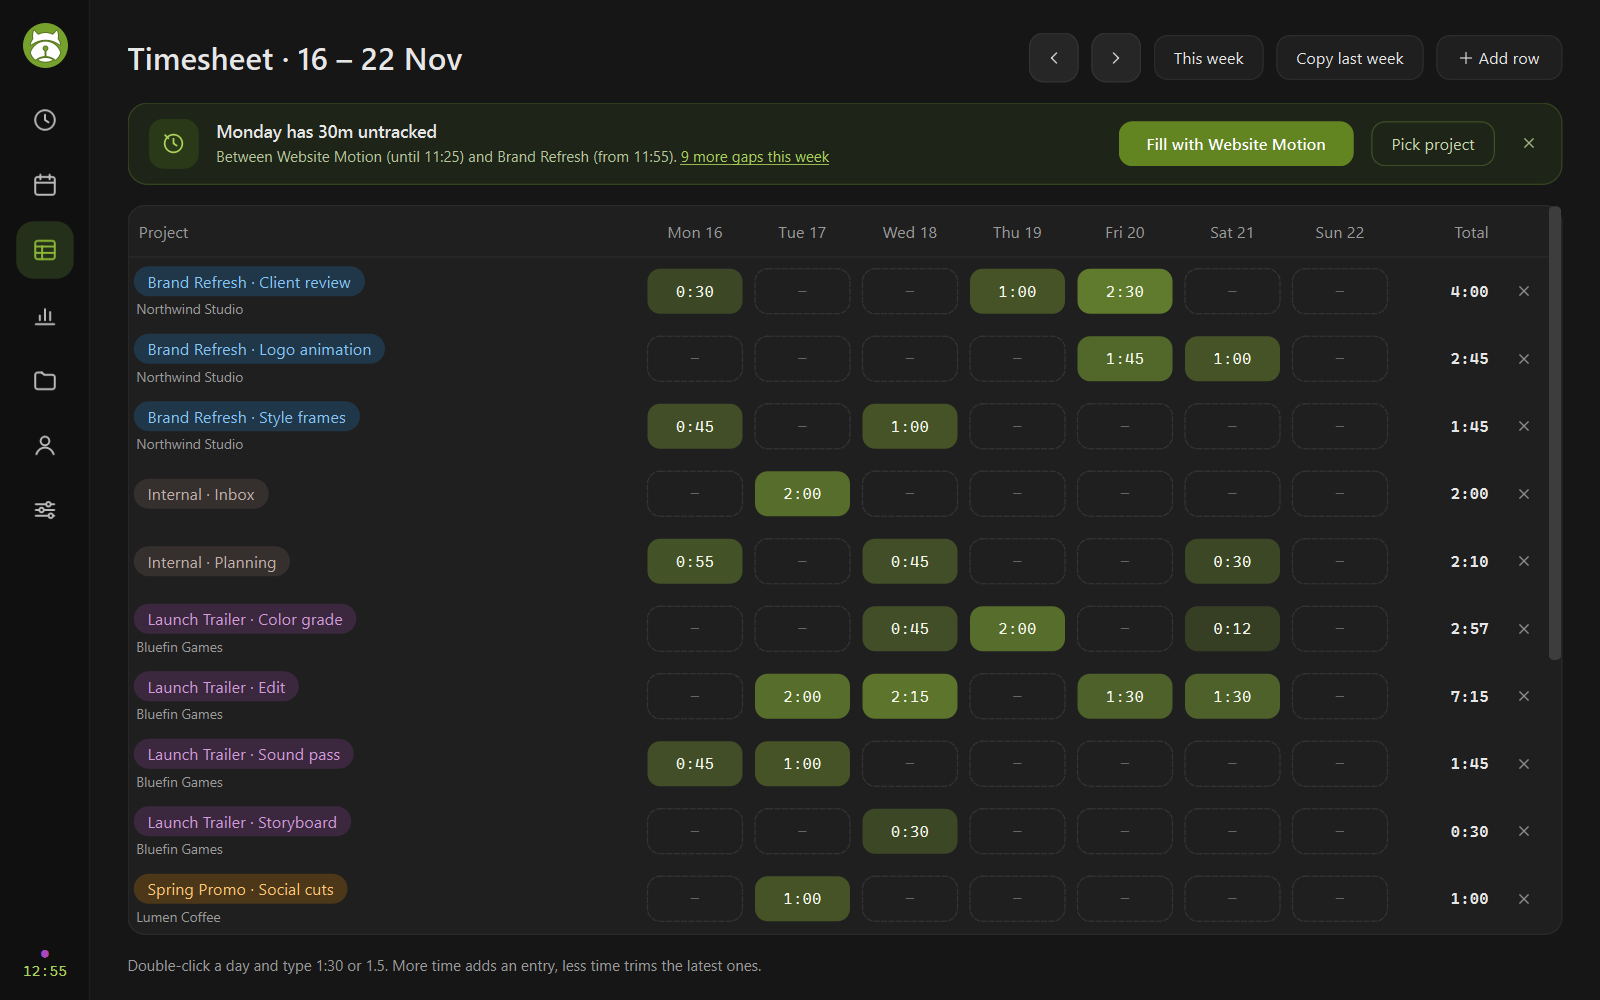 Timesheet · 16 – 22 Nov
This week
Copy last week
+ Add row
Monday has 30m untracked
Between Website Motion (until 11:25) and Brand Refresh (from 11:55). 9 more gaps this week
Fill with Website Motion
Pick project
Project Mon 16 Tue 17 Wed 18 Thu 19 Fri 20 Sat 21 Sun 22 Total
Brand Refresh · Client review
Northwind Studio
0:30 – – 1:00 2:30 – – 4:00
Brand Refresh · Logo animation
Northwind Studio
– – – – 1:45 1:00 – 2:45
Brand Refresh · Style frames
Northwind Studio
0:45 – 1:00 – – – – 1:45
Internal · Inbox
– 2:00 – – – – – 2:00
Internal · Planning
0:55 – 0:45 – – 0:30 – 2:10
Launch Trailer · Color grade
Bluefin Games
– – 0:45 2:00 – 0:12 – 2:57
Launch Trailer · Edit
Bluefin Games
– 2:00 2:15 – 1:30 1:30 – 7:15
Launch Trailer · Sound pass
Bluefin Games
0:45 1:00 – – – – – 1:45
Launch Trailer · Storyboard
Bluefin Games
– – 0:30 – – – – 0:30
Spring Promo · Social cuts
Lumen Coffee
– 1:00 – – – – – 1:00
12:55
Double-click a day and type 1:30 or 1.5. More time adds an entry, less time trims the latest ones.